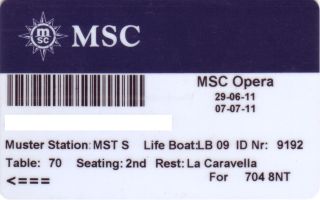 msc MSC
MSC Opera
29-06-11
07-07-11
Muster Station: MST S Life Boat:LB 09 ID Nr: 9192
Table: 70 Seating: 2nd Rest: La Caravella
<=== For 704 8NT